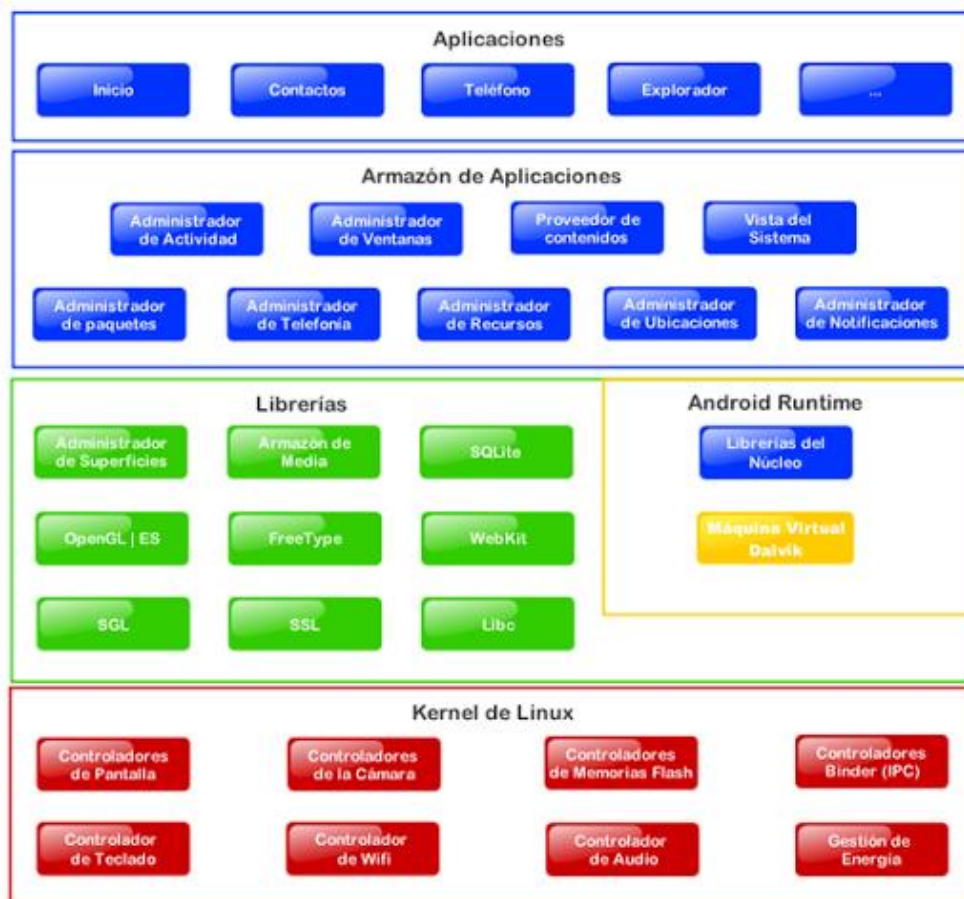 Aplicaciones
Inicio
Contactos
Teléfono
Explorador
...
Armazón de Aplicaciones
Administrador
de Actividad
Administrador
de Ventanas
Proveedor de
contenidos
Vista del
Sistema
Administrador
de paquetes
Administrador
de Telefonía
Administrador
de Recursos
Administrador
de Ubicaciones
Administrador
de Notificaciones
Librerías
Administrador
de Superficies
Armazón de
Media
SQLite
OpenGL | ES
FreeType
WebKit
SGL
SSL
Libc
Android Runtime
Librerías del
Núcleo
Máquina Virtual
Dalvik
Kernel de Linux
Controladores
de Pantalla
Controladores
de la Cámara
Controladores
de Memorias Flash
Controladores
Binder (IPC)
Controlador
de Teclado
Controlador
de Wifi
Controlador
de Audio
Gestión de
Energía